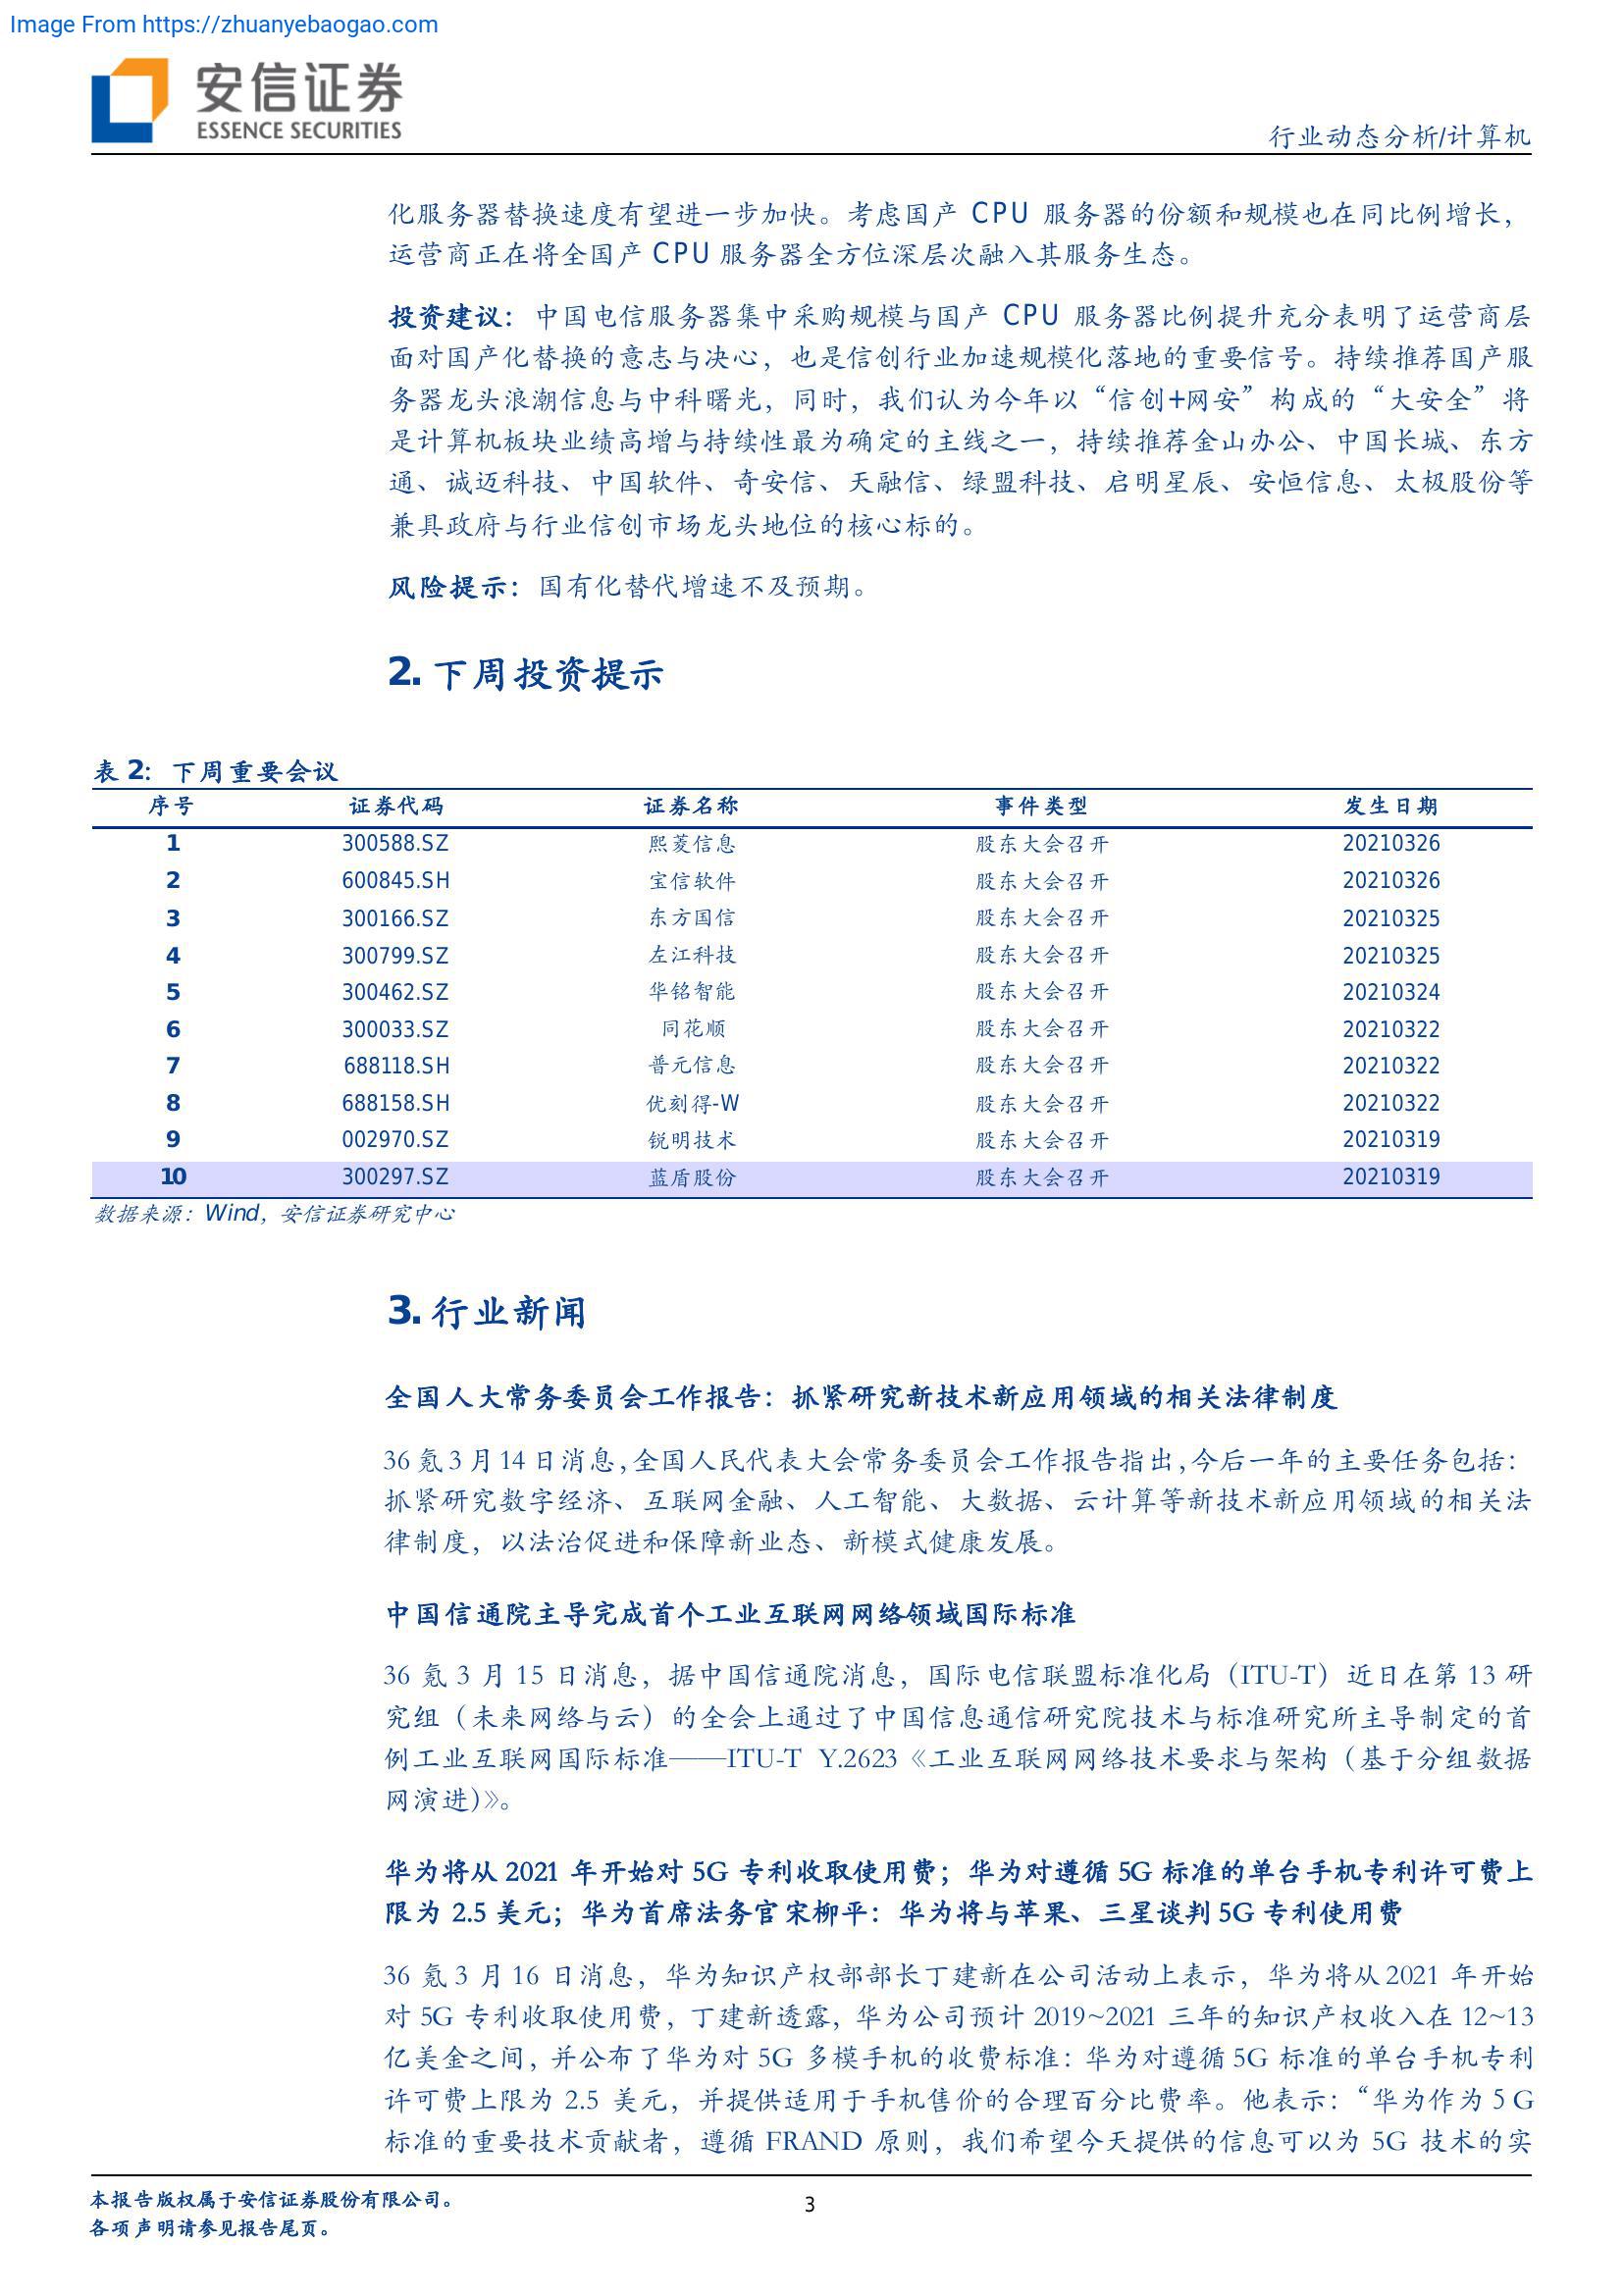 Image From https://zhuanyebaogao.com
安信证券
ESSENCE SECURITIES
行业动态分析/计算机
化服务器替换速度有望进一步加快。考虑国产 CPU 服务器的份额和规模也在同比例增长，
运营商正在将全国产 CPU 服务器全方位深层次融入其服务生态。
投资建议：中国电信服务器集中采购规模与国产 CPU 服务器比例提升充分表明了运营商层
面对国产化替换的意志与决心，也是信创行业加速规模化落地的重要信号。持续推荐国产服
务器龙头浪潮信息与中科曙光，同时，我们认为今年以“信创+网安”构成的“大安全”将
是计算机板块业绩高增与持续性最为确定的主线之一，持续推荐金山办公、中国长城、东方
通、诚迈科技、中国软件、奇安信、天融信、绿盟科技、启明星辰、安恒信息、太极股份等
兼具政府与行业信创市场龙头地位的核心标的。
风险提示：国有化替代增速不及预期。
2. 下周投资提示
表 2：下周重要会议
序号 证券代码 证券名称 事件类型 发生日期
1 300588.SZ 熙菱信息 股东大会召开 20210326
2 600845.SH 宝信软件 股东大会召开 20210326
3 300166.SZ 东方国信 股东大会召开 20210325
4 300799.SZ 左江科技 股东大会召开 20210325
5 300462.SZ 华铭智能 股东大会召开 20210324
6 300033.SZ 同花顺 股东大会召开 20210322
7 688118.SH 普元信息 股东大会召开 20210322
8 688158.SH 优刻得-W 股东大会召开 20210322
9 002970.SZ 锐明技术 股东大会召开 20210319
10 300297.SZ 蓝盾股份 股东大会召开 20210319
数据来源：Wind，安信证券研究中心
3. 行业新闻
全国人大常务委员会工作报告：抓紧研究新技术新应用领域的相关法律制度
36 氪 3 月 14 日消息，全国人民代表大会常务委员会工作报告指出，今后一年的主要任务包括：
抓紧研究数字经济、互联网金融、人工智能、大数据、云计算等新技术新应用领域的相关法
律制度，以法治促进和保障新业态、新模式健康发展。
中国信通院主导完成首个工业互联网网络领域国际标准
36 氪 3 月 15 日消息，据中国信通院消息，国际电信联盟标准化局（ITU-T）近日在第 13 研
究组（未来网络与云）的全会上通过了中国信息通信研究院技术与标准研究所主导制定的首
例工业互联网国际标准——ITU-T Y.2623《工业互联网网络技术要求与架构（基于分组数据
网演进）》。
华为将从 2021 年开始对 5G 专利收取使用费；华为对遵循 5G 标准的单台手机专利许可费上
限为 2.5 美元；华为首席法务官宋柳平：华为将与苹果、三星谈判 5G 专利使用费
36 氪 3 月 16 日消息，华为知识产权部部长丁建新在公司活动上表示，华为将从 2021 年开始
对 5G 专利收取使用费，丁建新透露，华为公司预计 2019~2021 三年的知识产权收入在 12~13
亿美金之间，并公布了华为对 5G 多模手机的收费标准：华为对遵循 5G 标准的单台手机专利
许可费上限为 2.5 美元，并提供适用于手机售价的合理百分比费率。他表示：“华为作为 5G
标准的重要技术贡献者，遵循 FRAND 原则，我们希望今天提供的信息可以为 5G 技术的实
本报告版权属于安信证券股份有限公司。
3
各项声明请参见报告尾页。